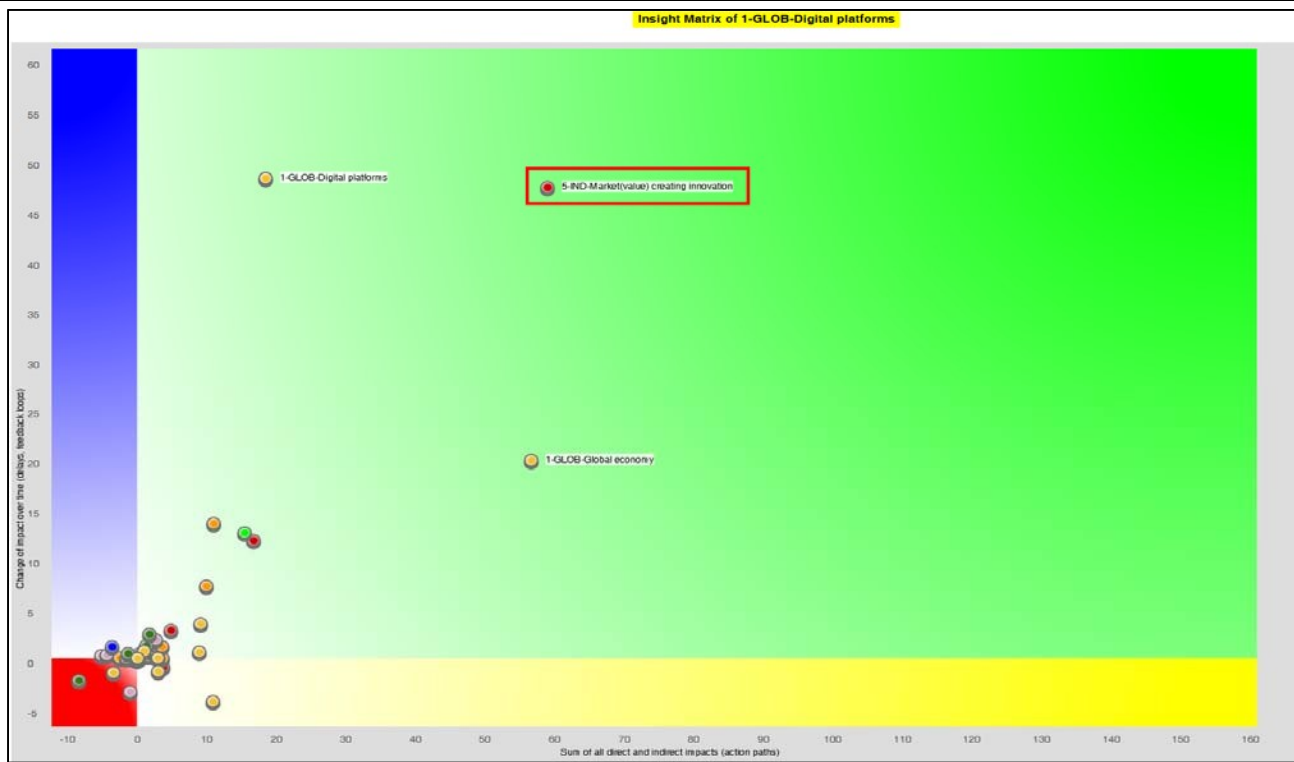 Insight Matrix of 1-GLOB-Digital platforms
60
55
50
1-GLOB-Digital platforms
5-IND-Market(value) creating innovation
45
40
35
30
25
20
1-GLOB-Global economy
15
10
5
0
-5
Change of impact over time (delays, feedback loops)
-10 0 10 20 30 40 50 60 70 80 90 100 110 120 130 140 150 160
Sum of all direct and indirect impacts (action paths)